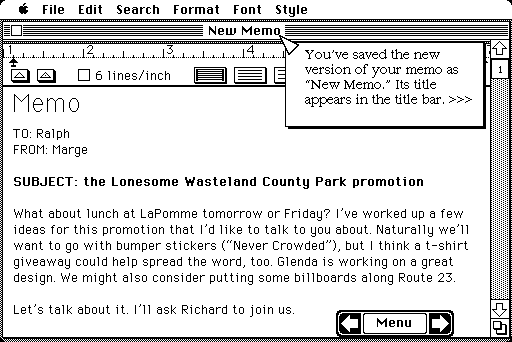 File Edit Search Format Font Style
New Memo
1 2 3
You've saved the new
version of your memo as
“New Memo.” Its title
appears in the title bar. >>>
6 lines/inch
1
Memo
TO: Ralph
FROM: Marge
SUBJECT: the Lonesome Wasteland County Park promotion
What about lunch at LaPomme tomorrow or Friday? I've worked up a few
ideas for this promotion that I'd like to talk to you about. Naturally we'll
want to go with bumper stickers (“Never Crowded”), but I think a t-shirt
giveaway could help spread the word, too. Glenda is working on a great
design. We might also consider putting some billboards along Route 23.
Let's talk about it. I'll ask Richard to join us.
Menu